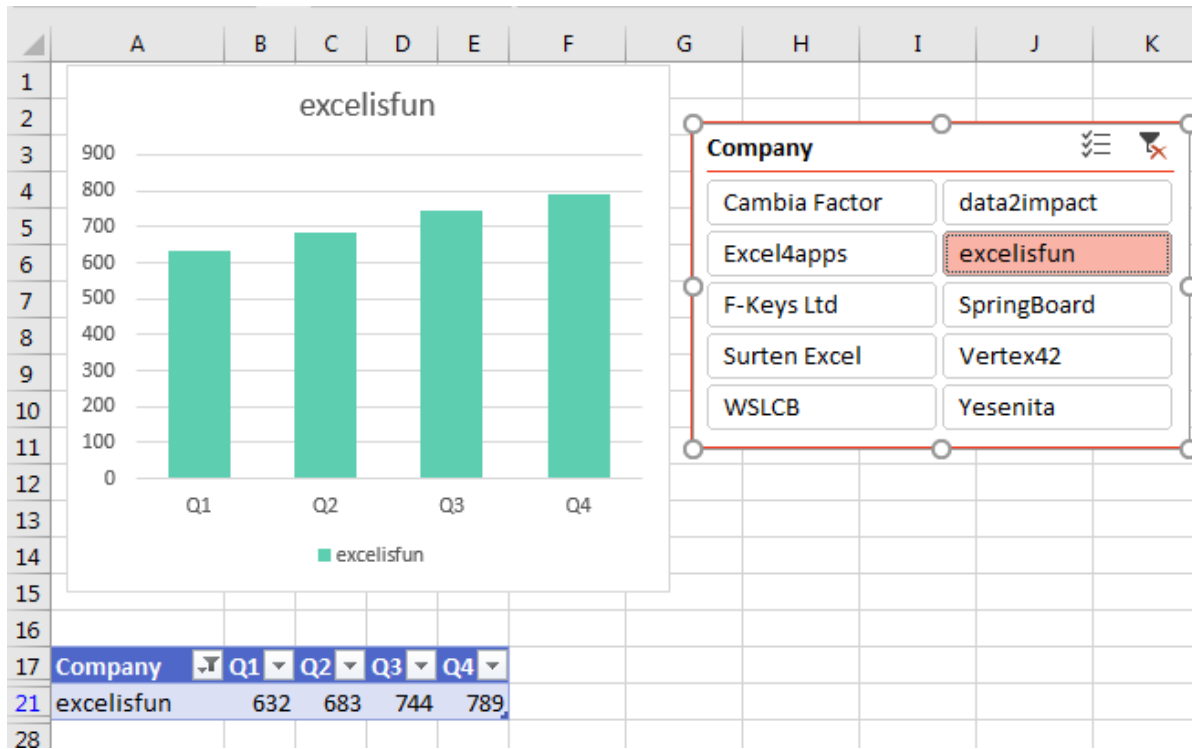 A B C D E F G H I J K
1
2
3
4
5
6
7
8
9
10
11
12
13
14
15
16
17
21
28
excelisfun
900
800
700
600
500
400
300
200
100
0
Q1 Q2 Q3 Q4
excelisfun
Company
Cambia Factor data2impact
Excel4apps excelisfun
F-Keys Ltd SpringBoard
Surten Excel Vertex42
WSLCB Yesenita
Company Q1 Q2 Q3 Q4
excelisfun 632 683 744 789